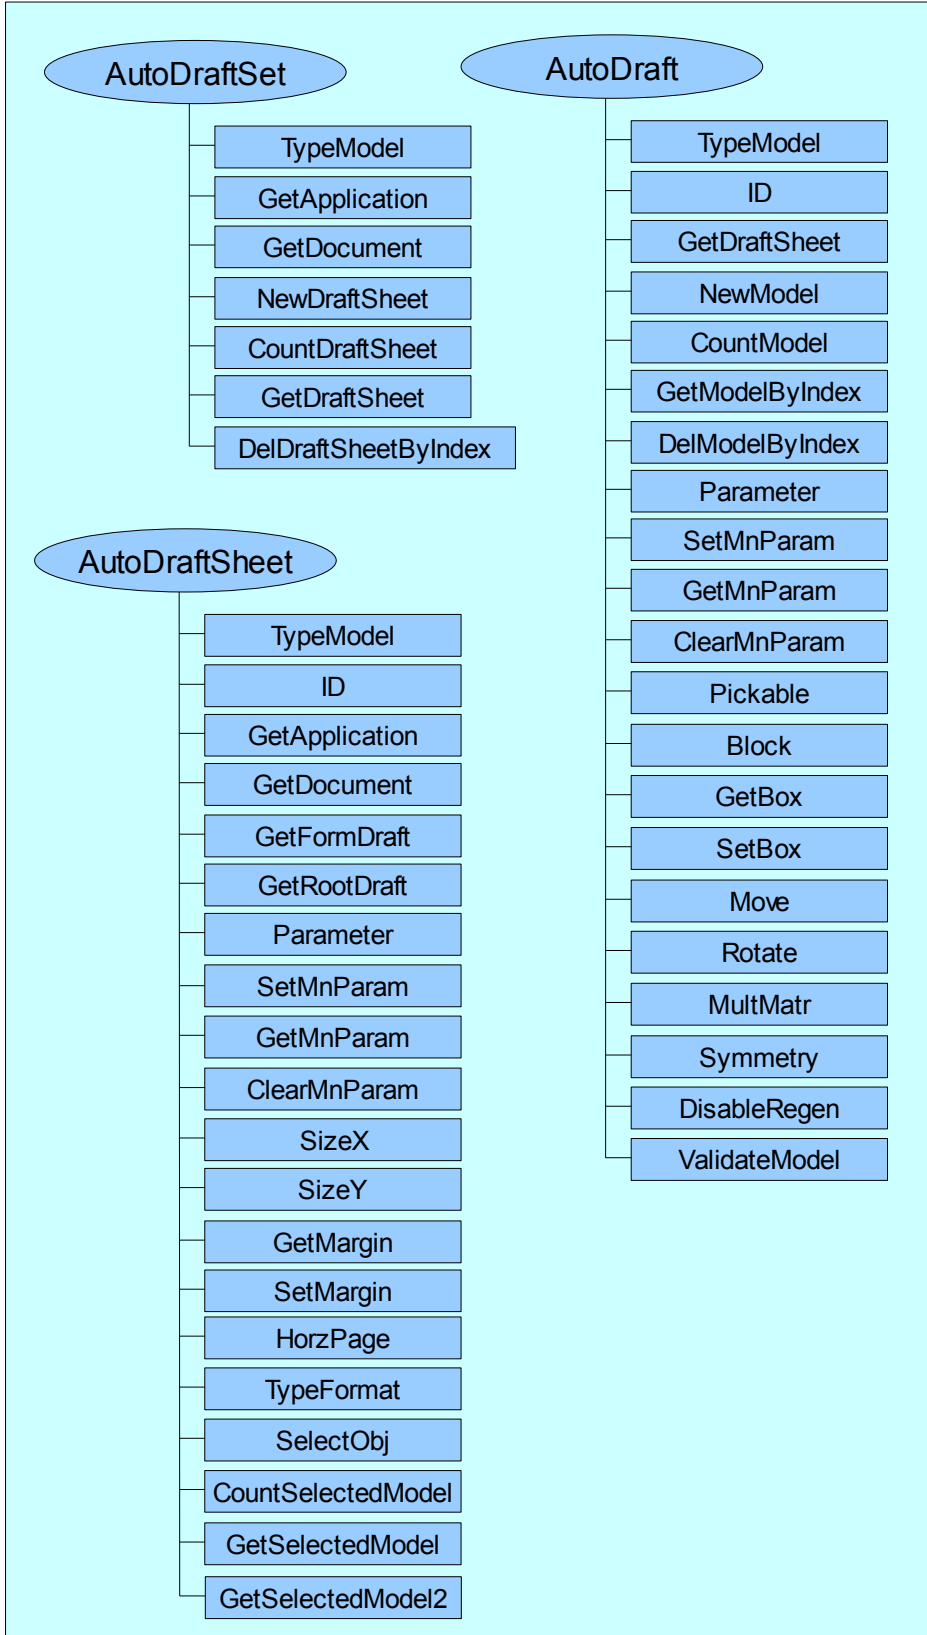 AutoDraftSet
TypeModel
GetApplication
GetDocument
NewDraftSheet
CountDraftSheet
GetDraftSheet
DelDraftSheetByIndex
AutoDraftSheet
TypeModel
ID
GetApplication
GetDocument
GetFormDraft
GetRootDraft
Parameter
SetMnParam
GetMnParam
ClearMnParam
SizeX
SizeY
GetMargin
SetMargin
HorzPage
TypeFormat
SelectObj
CountSelectedModel
GetSelectedModel
GetSelectedModel2
AutoDraft
TypeModel
ID
GetDraftSheet
NewModel
CountModel
GetModelByIndex
DelModelByIndex
Parameter
SetMnParam
GetMnParam
ClearMnParam
Pickable
Block
GetBox
SetBox
Move
Rotate
MultMatr
Symmetry
DisableRegen
ValidateModel